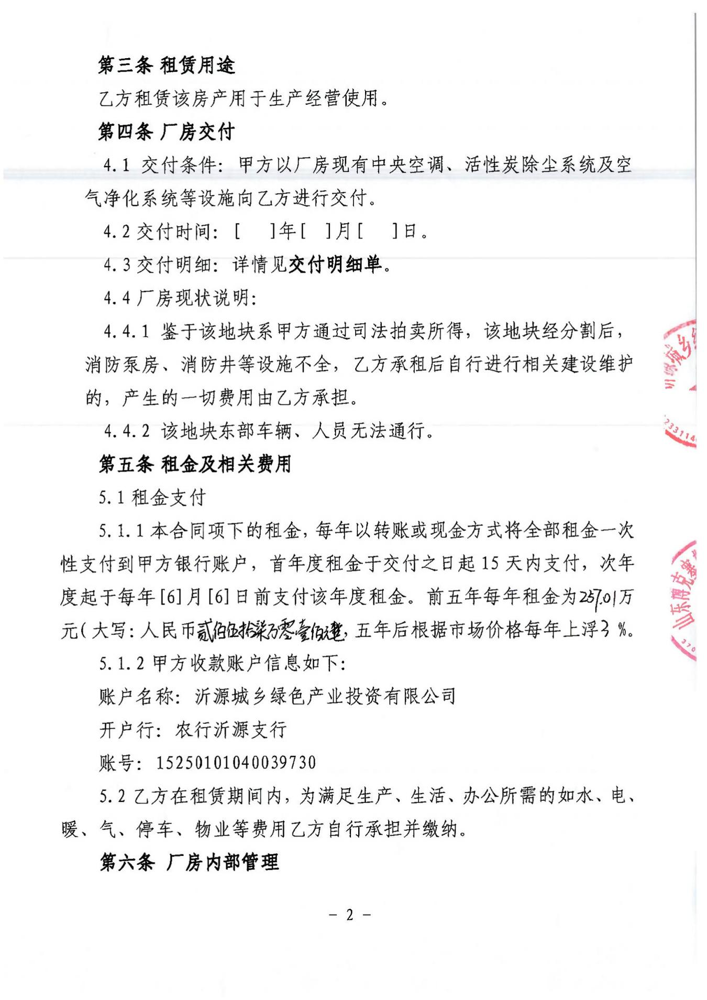 第三条 租赁用途
乙方租赁该房产用于生产经营使用。
第四条 厂房交付
4.1 交付条件：甲方以厂房现有中央空调、活性炭除尘系统及空
气净化系统等设施向乙方进行交付。
4.2 交付时间：[ ]年[ ]月[ ]日。
4.3 交付明细：详情见交付明细单。
4.4 厂房现状说明：
4.4.1 鉴于该地块系甲方通过司法拍卖所得，该地块经分割后，
消防泵房、消防井等设施不全，乙方承租后自行进行相关建设维护
的，产生的一切费用由乙方承担。
4.4.2 该地块东部车辆、人员无法通行。
第五条 租金及相关费用
5.1 租金支付
5.1.1 本合同项下的租金，每年以转账或现金方式将全部租金一次
性支付到甲方银行账户，首年度租金于交付之日起 15 天内支付，次年
度起于每年[6]月[6]日前支付该年度租金。前五年每年租金为257.01万
元（大写：人民币贰佰伍拾柒万零壹佰元整，五年后根据市场价格每年上浮3%。
5.1.2 甲方收款账户信息如下：
账户名称：沂源城乡绿色产业投资有限公司
开户行：农行沂源支行
账号：15250101040039730
5.2 乙方在租赁期间内，为满足生产、生活、办公所需的如水、电、
暖、气、停车、物业等费用乙方自行承担并缴纳。
第六条 厂房内部管理
- 2 -
山东博克塞
370